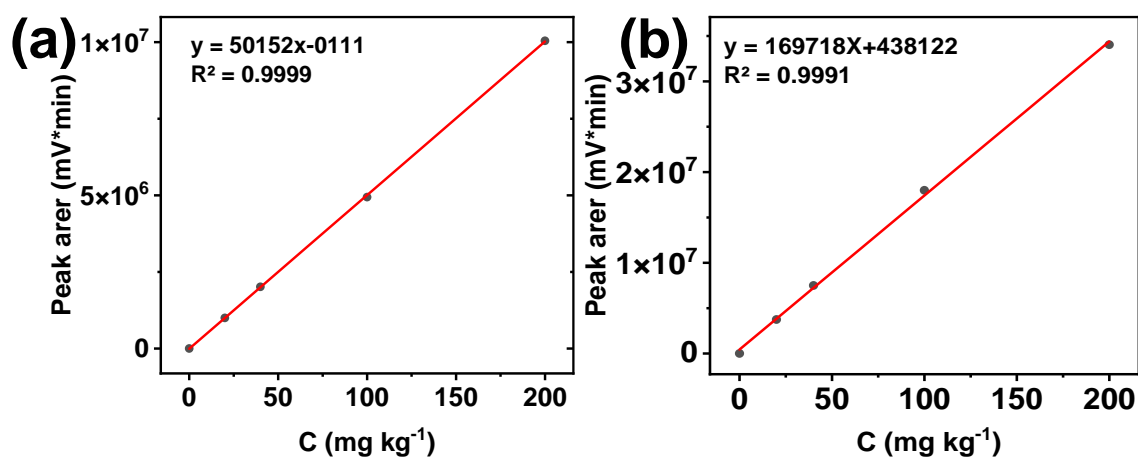 (a)
y = 50152x-0111
R² = 0.9999
Peak arer (mV*min)
1×10⁷
5×10⁶
0
0 50 100 150 200
C (mg kg⁻¹)
(b)
y = 169718X+438122
R² = 0.9991
Peak arer (mV*min)
3×10⁷
2×10⁷
1×10⁷
0
0 50 100 150 200
C (mg kg⁻¹)